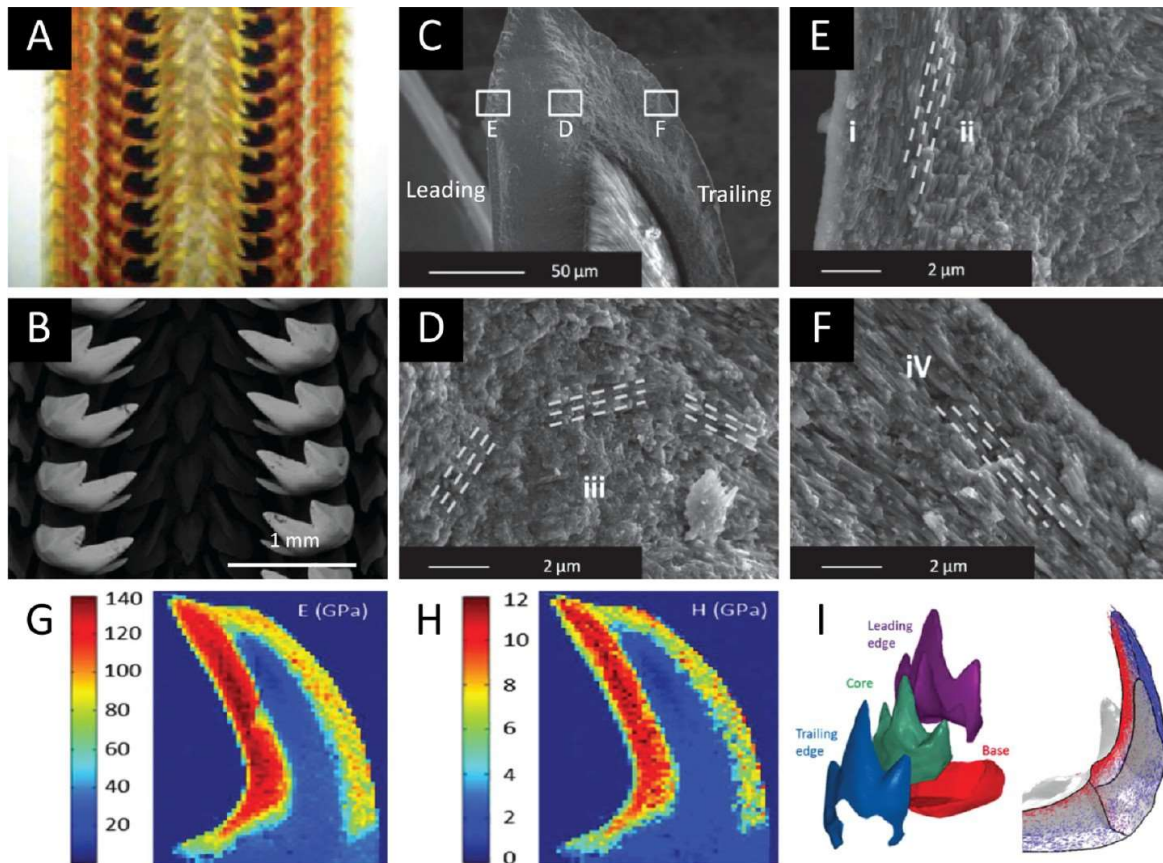 A
B
1 mm
C
E
D
F
Leading
Trailing
50 µm
D
iii
2 µm
E
i
ii
2 µm
F
iV
2 µm
G
140
120
100
80
60
40
20
E (GPa)
H
12
10
8
6
4
2
0
H (GPa)
I
Leading
edge
Core
Trailing
edge
Base